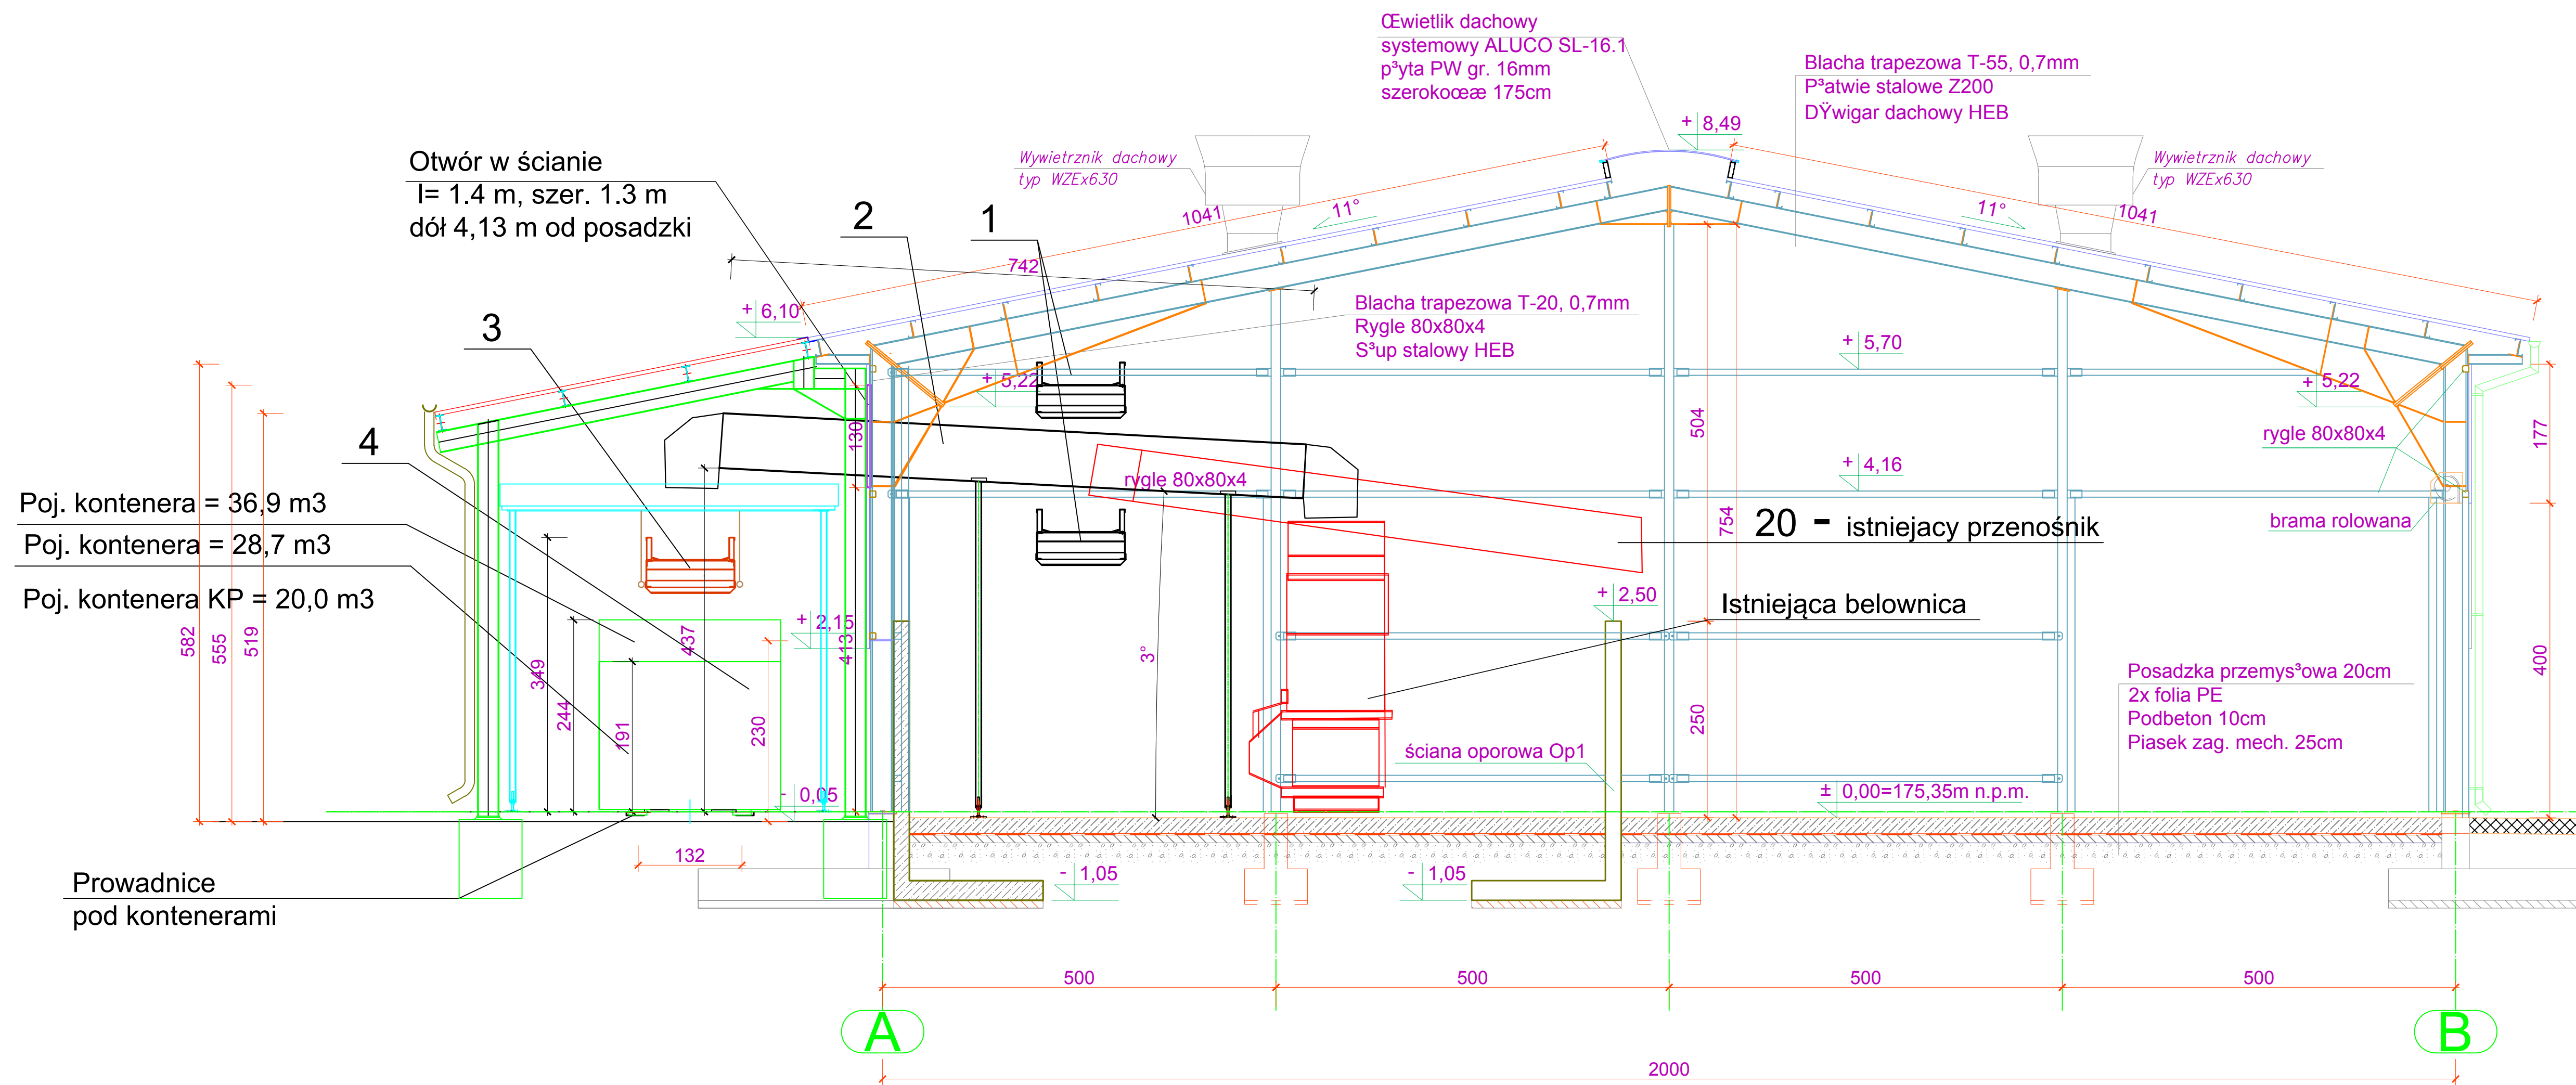 Œwietlik dachowy
systemowy ALUCO SL-16.1
p³yta PW gr. 16mm
szerokoœæ 175cm
Blacha trapezowa T-55, 0,7mm
P³atwie stalowe Z200
DŸwigar dachowy HEB
+ 8,49
Wywietrznik dachowy
typ WZEx630
Wywietrznik dachowy
typ WZEx630
Otwór w ścianie
l= 1.4 m, szer. 1.3 m
dół 4,13 m od posadzki
2
1
1041
11°
11°
1041
742
+ 6,10
3
Blacha trapezowa T-20, 0,7mm
Rygle 80x80x4
S³up stalowy HEB
+ 5,70
+ 5,22
+ 5,22
4
130
504
rygle 80x80x4
177
rygle 80x80x4
+ 4,16
Poj. kontenera = 36,9 m3
Poj. kontenera = 28,7 m3
Poj. kontenera KP = 20,0 m3
754
20 - istniejacy przenośnik
brama rolowana
+ 2,50
Istniejąca belownica
582
555
519
349
244
191
437
230
+ 2,15
413
3°
250
400
Posadzka przemys³owa 20cm
2x folia PE
Podbeton 10cm
Piasek zag. mech. 25cm
ściana oporowa Op1
- 0,05
± 0,00=175,35m n.p.m.
132
- 1,05
- 1,05
Prowadnice
pod kontenerami
500
500
500
500
A
B
2000